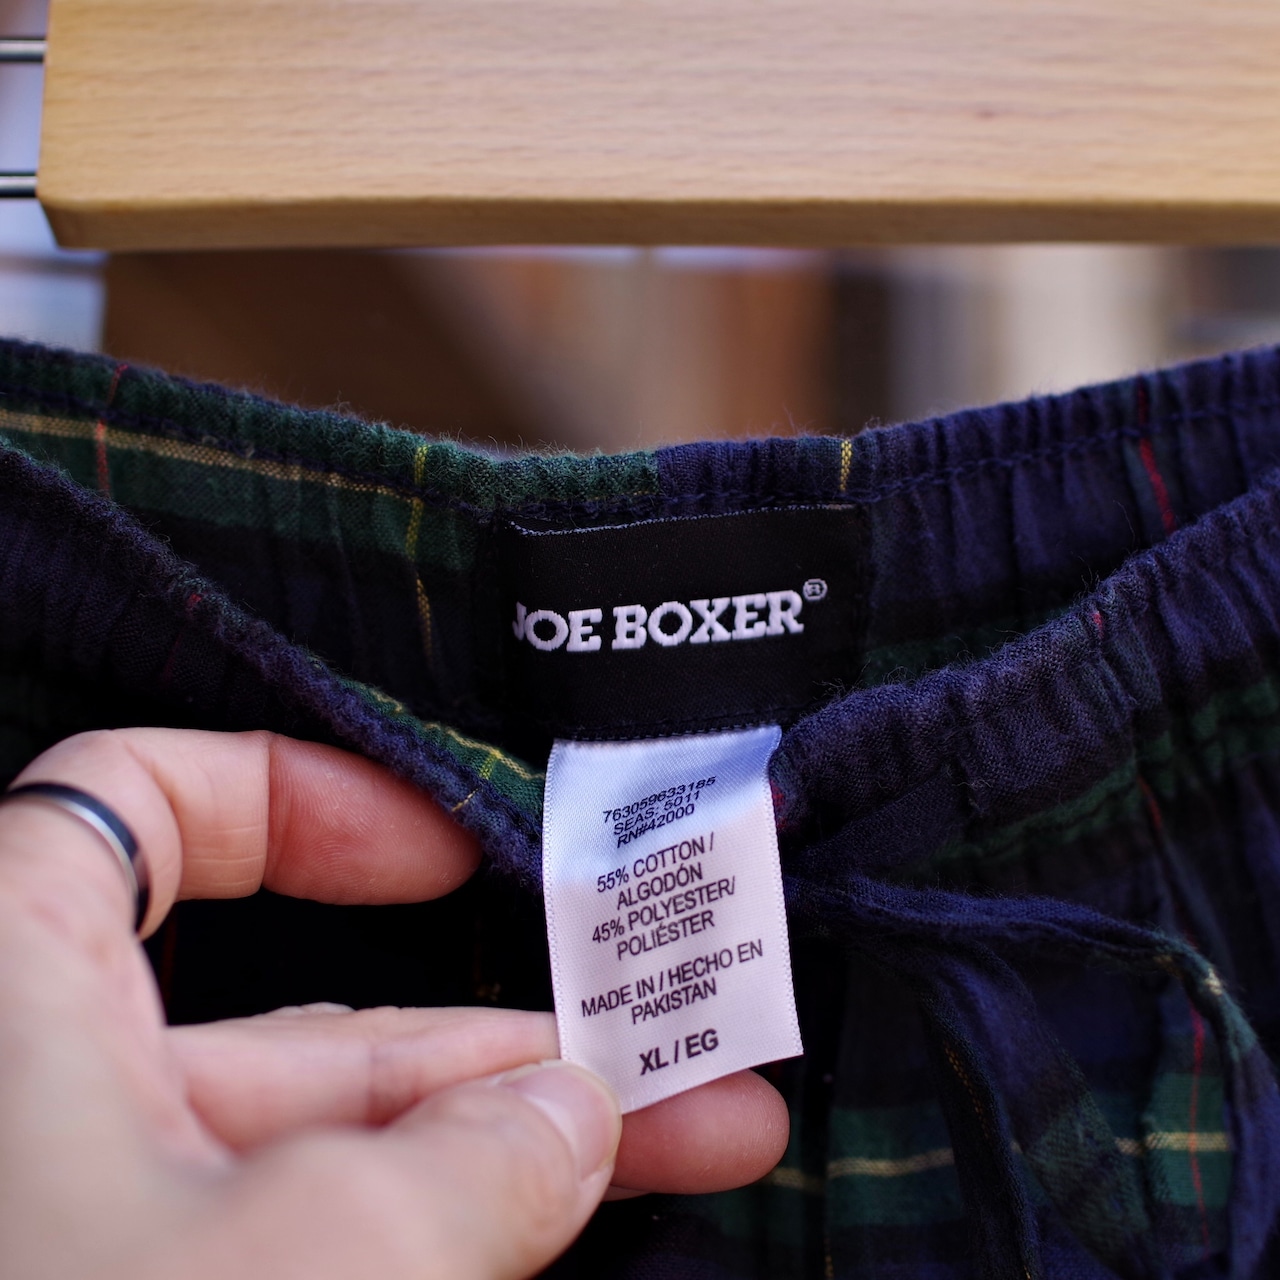 JOE BOXER®
763059633185
SEAS: 5011
RN#42000
55% COTTON /
ALGODÓN
45% POLYESTER/
POLIÉSTER
MADE IN / HECHO EN
PAKISTAN
XL / EG